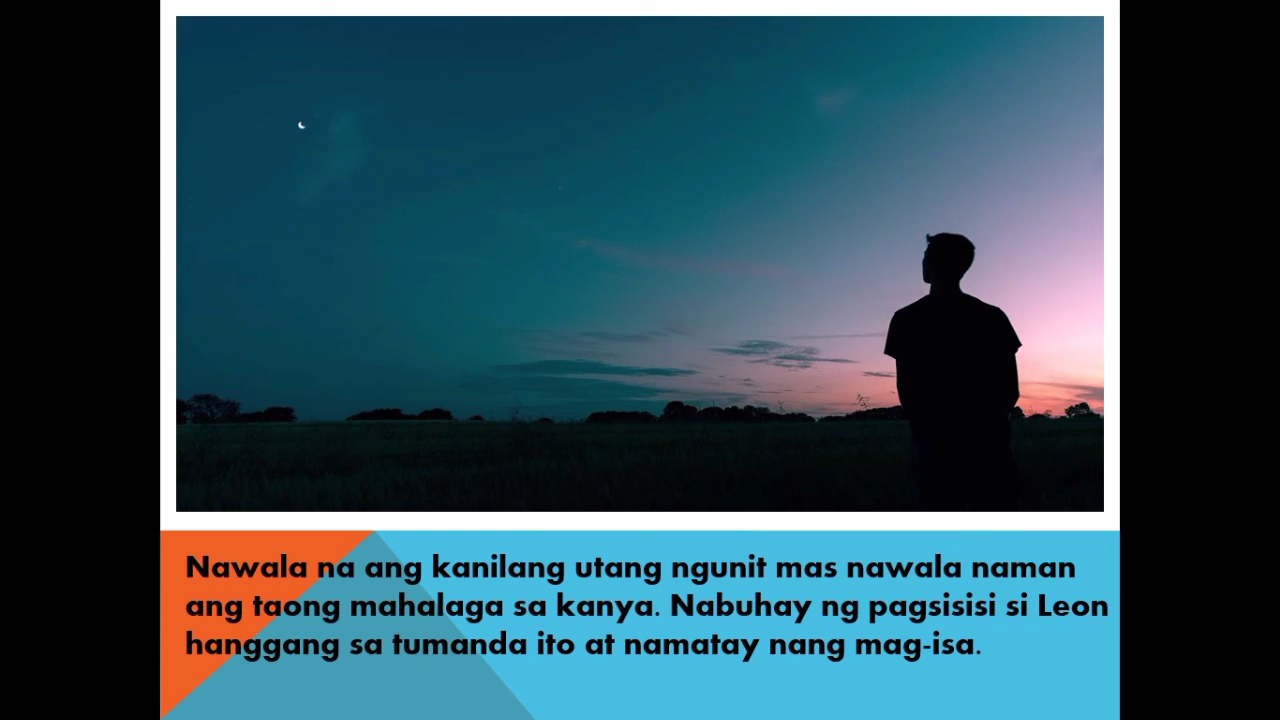 Nawala na ang kanilang utang ngunit mas nawala naman
ang taong mahalaga sa kanya. Nabuhay ng pagsisisi si Leon
hanggang sa tumanda ito at namatay nang mag-isa.